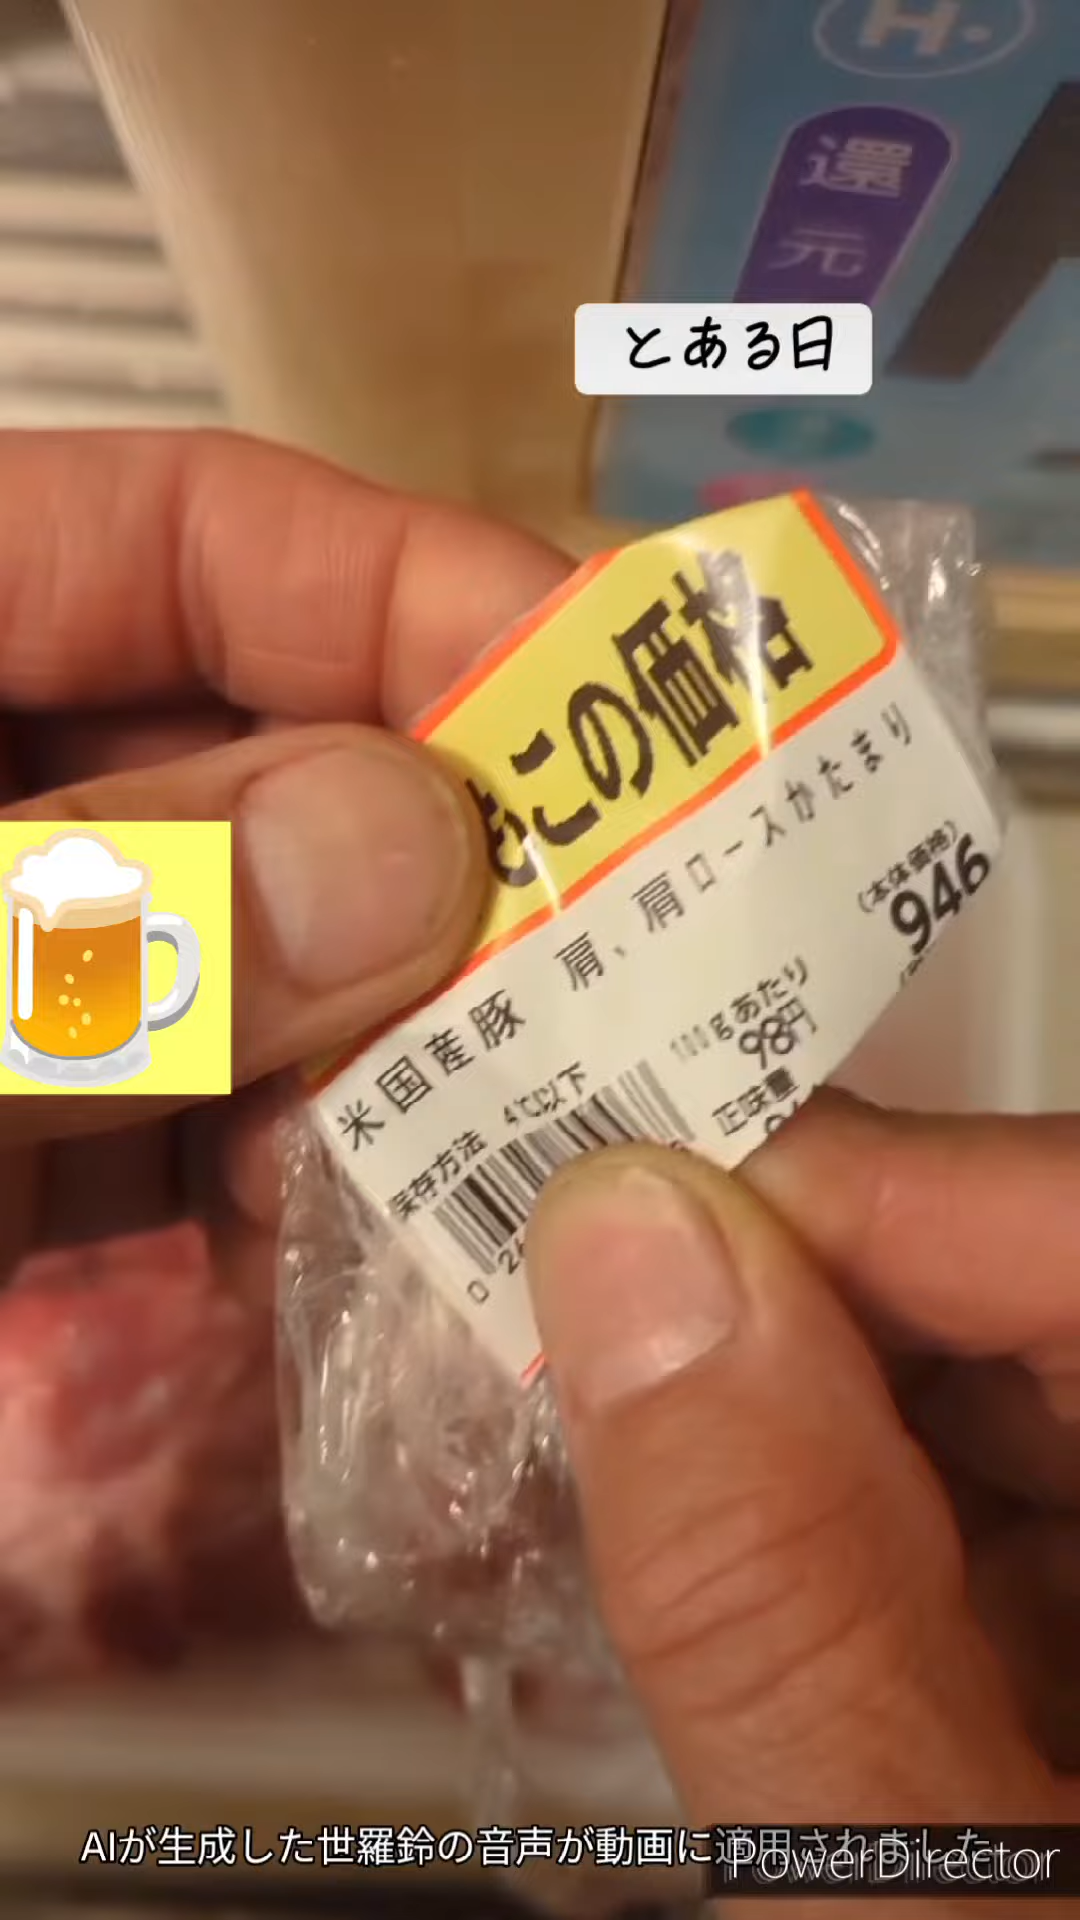 H.
還元
とある日
この価格
米国産豚 肩、肩ロースかたまり
(本体価格)
946
100gあたり
98円
保存方法 4℃以下
正味量
0 2
AIが生成した世羅鈴の音声が動画に適用されました
PowerDirector